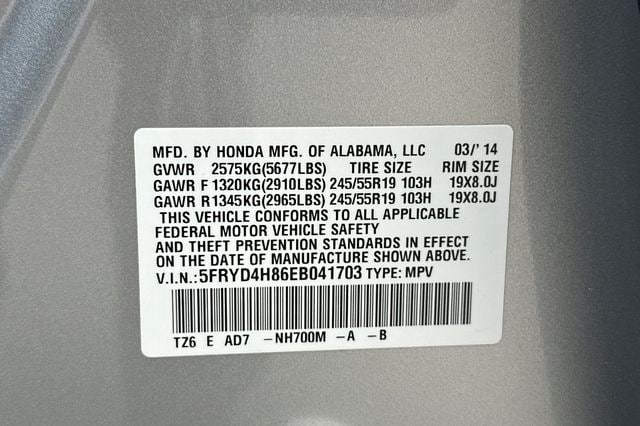 MFD. BY HONDA MFG. OF ALABAMA, LLC 03/' 14
GVWR 2575KG(5677LBS) TIRE SIZE RIM SIZE
GAWR F 1320KG(2910LBS) 245/55R19 103H 19X8.0J
GAWR R1345KG(2965LBS) 245/55R19 103H 19X8.0J
THIS VEHICLE CONFORMS TO ALL APPLICABLE
FEDERAL MOTOR VEHICLE SAFETY
AND THEFT PREVENTION STANDARDS IN EFFECT
ON THE DATE OF MANUFACTURE SHOWN ABOVE.
V.I.N.:5FRYD4H86EB041703 TYPE: MPV
TZ6 E AD7 -NH700M -A -B